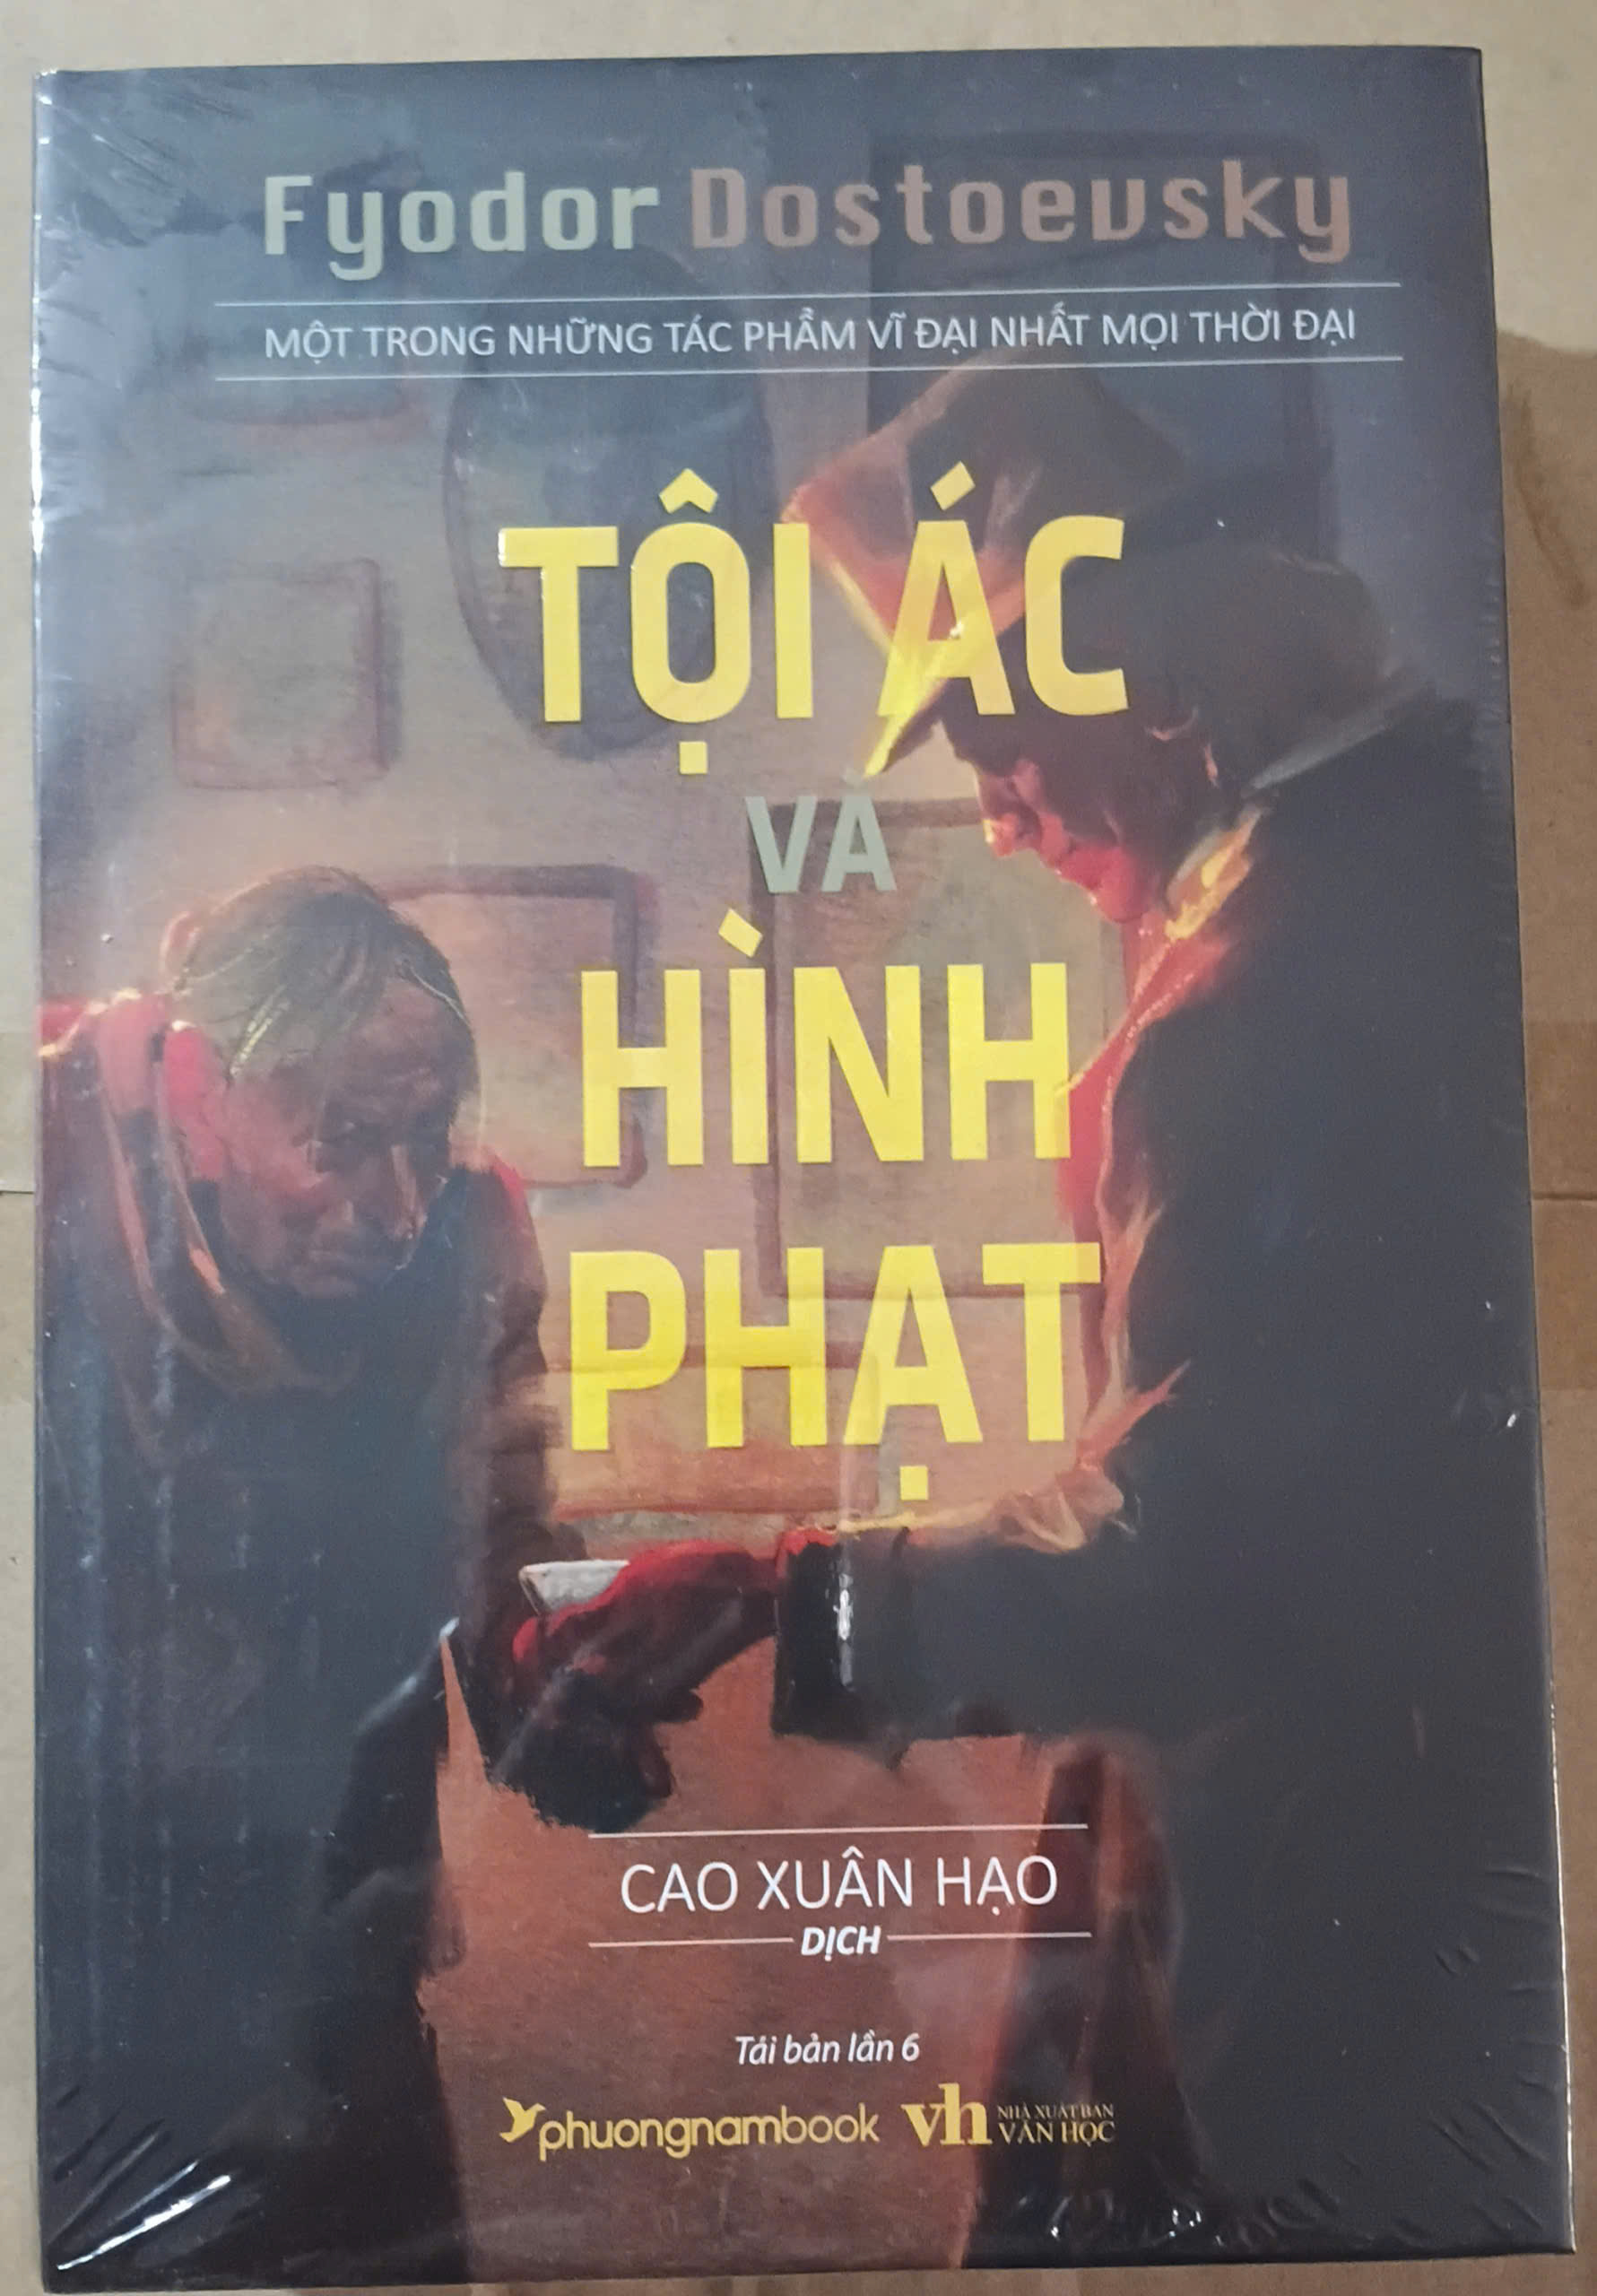 Fyodor Dostoevsky
MỘT TRONG NHỮNG TÁC PHẨM VĨ ĐẠI NHẤT MỌI THỜI ĐẠI
TỘI ÁC
VÀ
HÌNH
PHẠT
CAO XUÂN HẠO
DỊCH
Tái bản lần 6
phuongnambook vh NHÀ XUẤT BẢN
VĂN HỌC